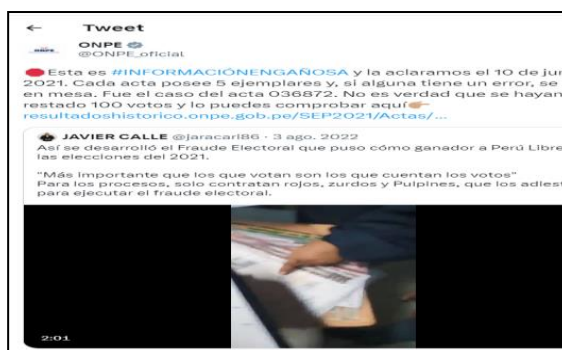 Tweet
ONPE
ONPE
@ONPE_oficial
Esta es #INFORMACIÓNENGAÑOSA y la aclaramos el 10 de
2021. Cada acta posee 5 ejemplares y, si alguna tiene un error, se
en mesa. Fue el caso del acta 036872. No es verdad que se hayan
restado 100 votos y lo puedes comprobar aquí
resultadoshistorico.onpe.gob.pe/SEP2021/Actas/...
JAVIER CALLE @jaracarl86 · 3 ago. 2022
Así se desarrolló el Fraude Electoral que puso cómo ganador a Perú Libre
las elecciones del 2021.
"Más importante que los que votan son los que cuentan los votos"
Para los procesos, solo contratan rojos, zurdos y Pulpines, que los
para ejecutar el fraude electoral.
2:01